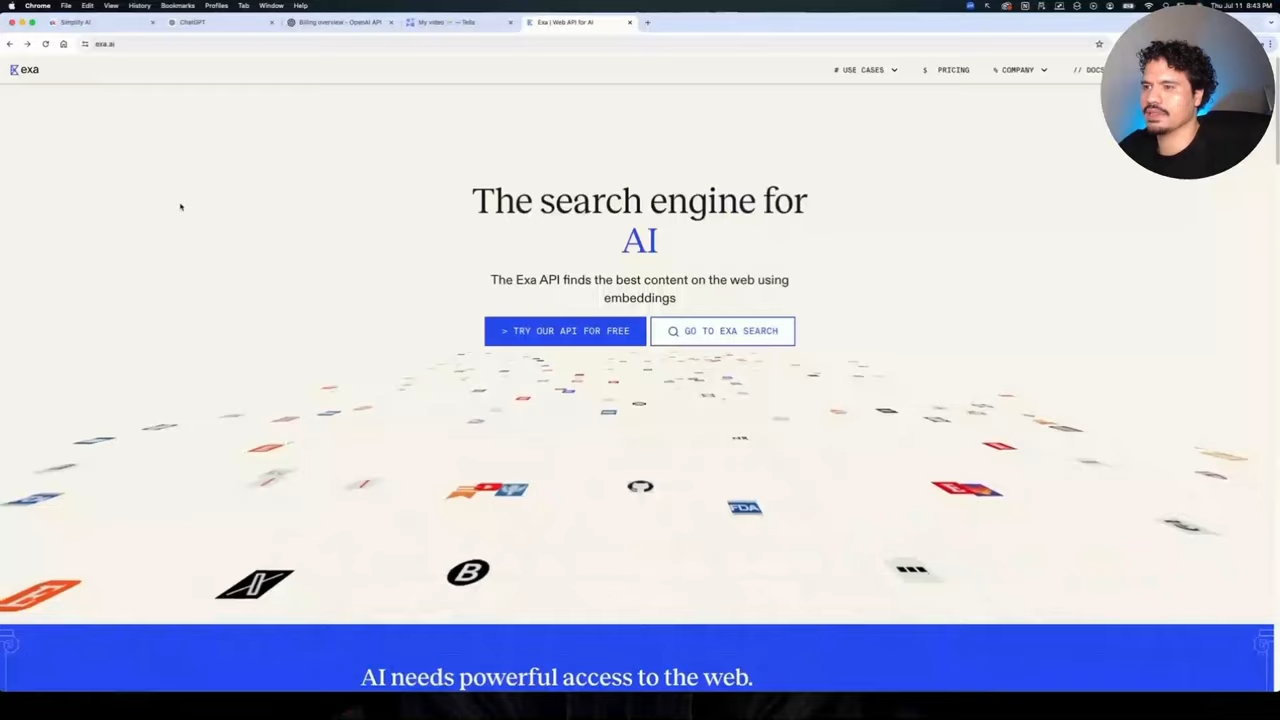 Chrome File Edit View History Bookmarks Profiles Tab Window Help
Thu Jul 11 8:43 PM
Simplify AI
ChatGPT
Billing overview - OpenAI API
My videos — Tella
Exa | Web API for AI
exa.ai
exa
# USE CASES
$ PRICING
% COMPANY
// DOCS
The search engine for
AI
The Exa API finds the best content on the web using
embeddings
> TRY OUR API FOR FREE
GO TO EXA SEARCH
FDA
B
AI needs powerful access to the web.